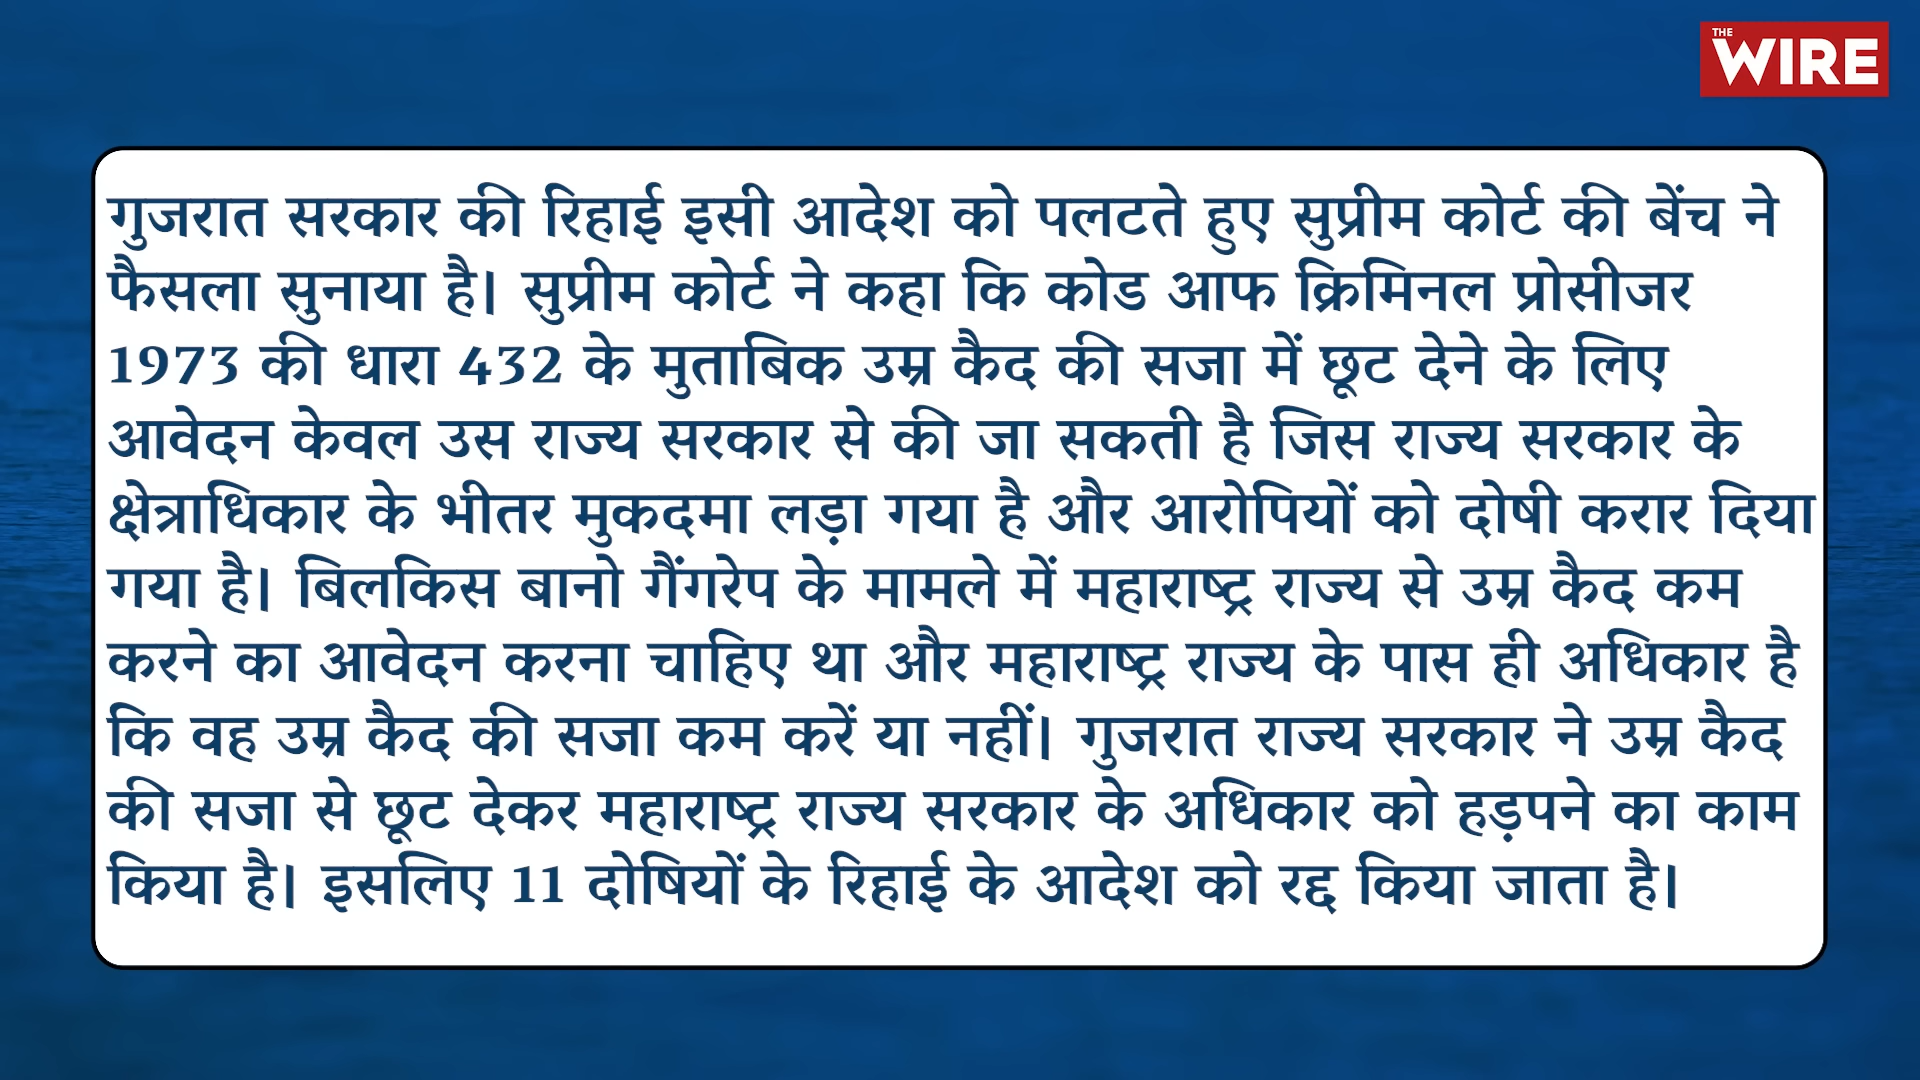 THE
WIRE
गुजरात सरकार की रिहाई इसी आदेश को पलटते हुए सुप्रीम कोर्ट की बेंच ने
फैसला सुनाया है। सुप्रीम कोर्ट ने कहा कि कोड आफ क्रिमिनल प्रोसीजर
1973 की धारा 432 के मुताबिक उम्र कैद की सजा में छूट देने के लिए
आवेदन केवल उस राज्य सरकार से की जा सकती है जिस राज्य सरकार के
क्षेत्राधिकार के भीतर मुकदमा लड़ा गया है और आरोपियों को दोषी करार दिया
गया है। बिलकिस बानो गैंगरेप के मामले में महाराष्ट्र राज्य से उम्र कैद कम
करने का आवेदन करना चाहिए था और महाराष्ट्र राज्य के पास ही अधिकार है
कि वह उम्र कैद की सजा कम करें या नहीं। गुजरात राज्य सरकार ने उम्र कैद
की सजा से छूट देकर महाराष्ट्र राज्य सरकार के अधिकार को हड़पने का काम
किया है। इसलिए 11 दोषियों के रिहाई के आदेश को रद्द किया जाता है।